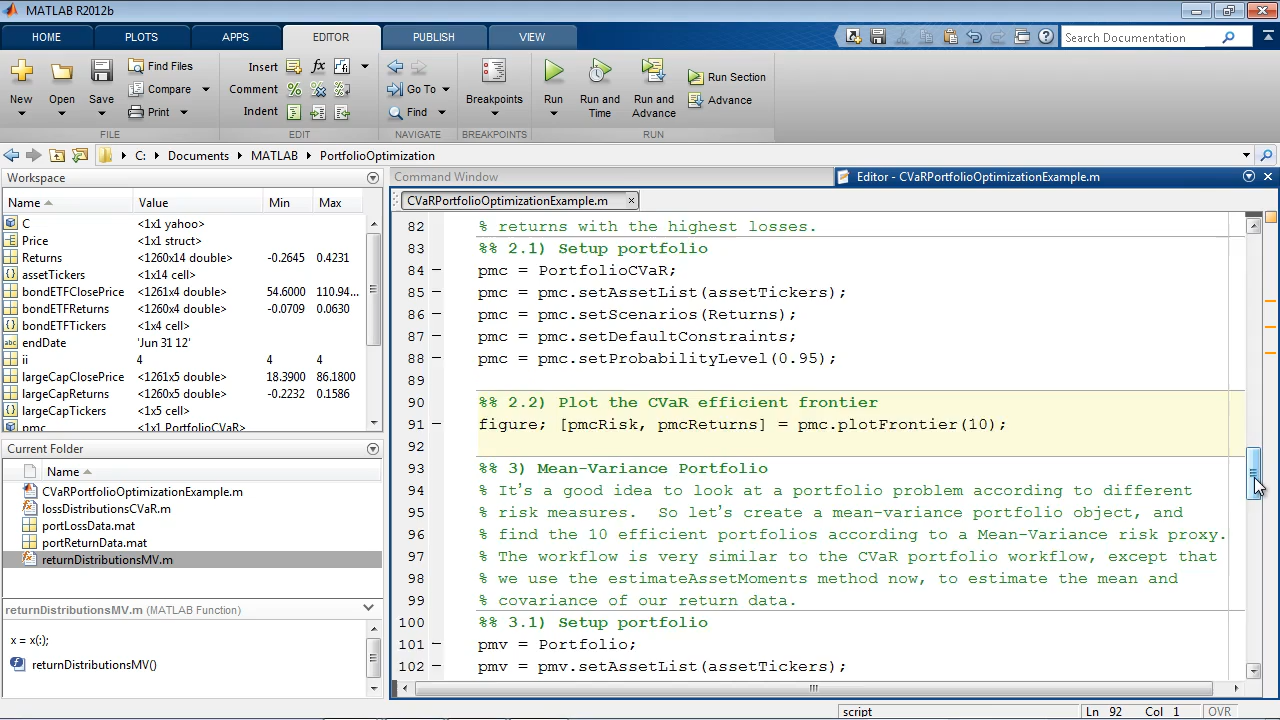 MATLAB R2012b
HOME PLOTS APPS EDITOR PUBLISH VIEW Search Documentation
New Open Save Find Files Compare Print Insert Comment Indent Go To Find Breakpoints Run Run and Time Run and Advance Run Section Advance
FILE EDIT NAVIGATE BREAKPOINTS RUN
C: Documents MATLAB PortfolioOptimization
Workspace
Name Value Min Max
C <1x1 yahoo>
Price <1x1 struct>
Returns <1260x14 double> -0.2645 0.4231
assetTickers <1x14 cell>
bondETFClosePrice <1261x4 double> 54.6000 110.94...
bondETFReturns <1260x4 double> -0.0709 0.0630
bondETFTickers <1x4 cell>
endDate 'Jun 31 12'
ii 4 4 4
largeCapClosePrice <1261x5 double> 18.3900 86.1800
largeCapReturns <1260x5 double> -0.2232 0.1586
largeCapTickers <1x5 cell>
pmc <1x1 PortfolioCVaR>
Current Folder
Name
CVaRPortfolioOptimizationExample.m
lossDistributionsCVaR.m
portLossData.mat
portReturnData.mat
returnDistributionsMV.m
returnDistributionsMV.m (MATLAB Function)
x = x(:);
returnDistributionsMV()
Command Window
Editor - CVaRPortfolioOptimizationExample.m
CVaRPortfolioOptimizationExample.m
82 % returns with the highest losses.
83 %% 2.1) Setup portfolio
84 pmc = PortfolioCVaR;
85 pmc = pmc.setAssetList(assetTickers);
86 pmc = pmc.setScenarios(Returns);
87 pmc = pmc.setDefaultConstraints;
88 pmc = pmc.setProbabilityLevel(0.95);
89
90 %% 2.2) Plot the CVaR efficient frontier
91 figure; [pmcRisk, pmcReturns] = pmc.plotFrontier(10);
92
93 %% 3) Mean-Variance Portfolio
94 % It's a good idea to look at a portfolio problem according to different
95 % risk measures.  So let's create a mean-variance portfolio object, and
96 % find the 10 efficient portfolios according to a Mean-Variance risk proxy.
97 % The workflow is very similar to the CVaR portfolio workflow, except that
98 % we use the estimateAssetMoments method now, to estimate the mean and
99 % covariance of our return data.
100 %% 3.1) Setup portfolio
101 pmv = Portfolio;
102 pmv = pmv.setAssetList(assetTickers);
script Ln 92 Col 1 OVR